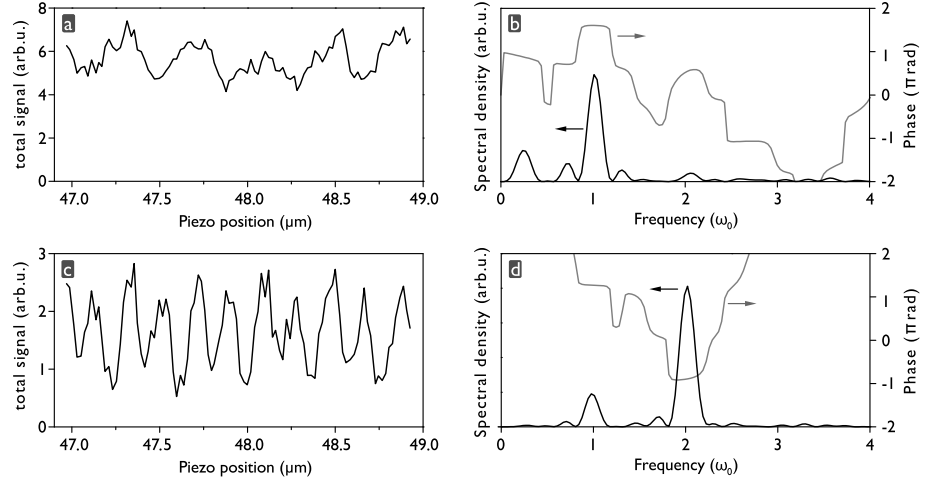 a
total signal (arb.u.)
8
6
4
2
0
47.0
47.5
48.0
48.5
49.0
Piezo position (µm)
b
Spectral density (arb.u.)
2
1
0
-1
-2
Phase (π rad)
0
1
2
3
4
Frequency (ω₀)
c
total signal (arb.u.)
3
2
1
0
47.0
47.5
48.0
48.5
49.0
Piezo position (µm)
d
Spectral density (arb.u.)
2
1
0
-1
-2
Phase (π rad)
0
1
2
3
4
Frequency (ω₀)